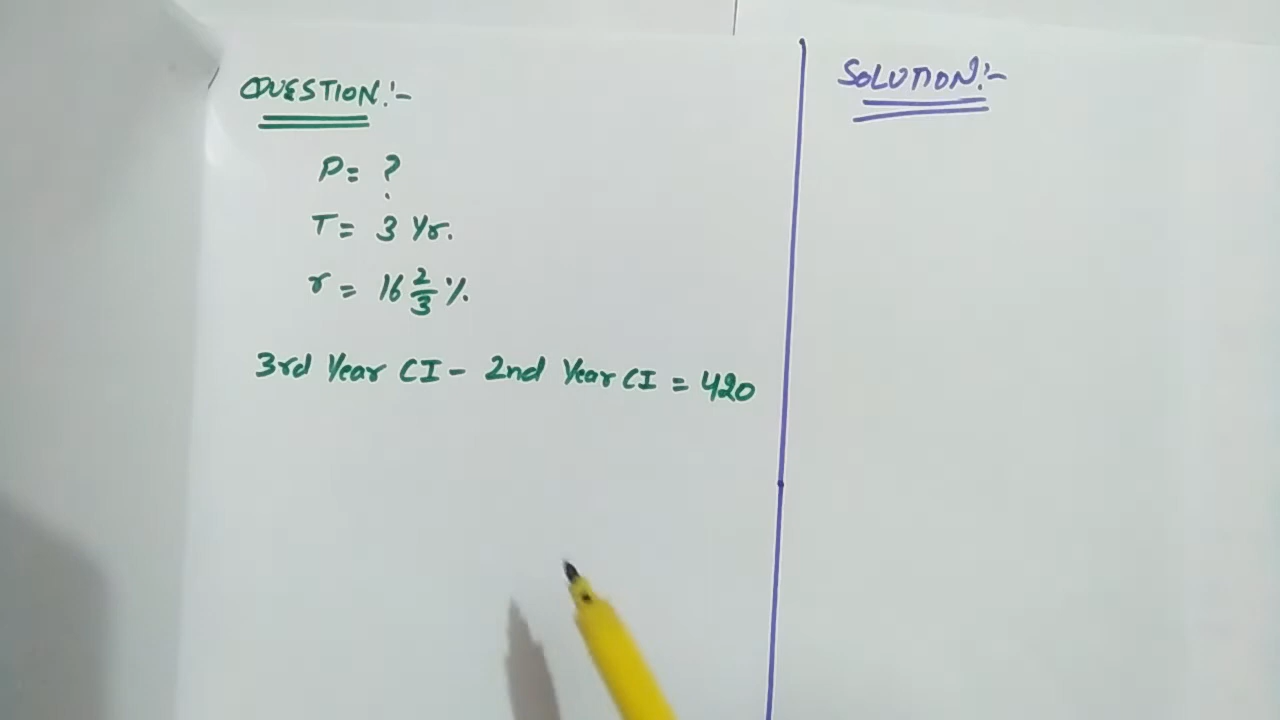 QUESTION:-
P = ?
T = 3 Yr.
r = 16 2/3 %
3rd Year CI - 2nd Year CI = 420
SOLUTION:-